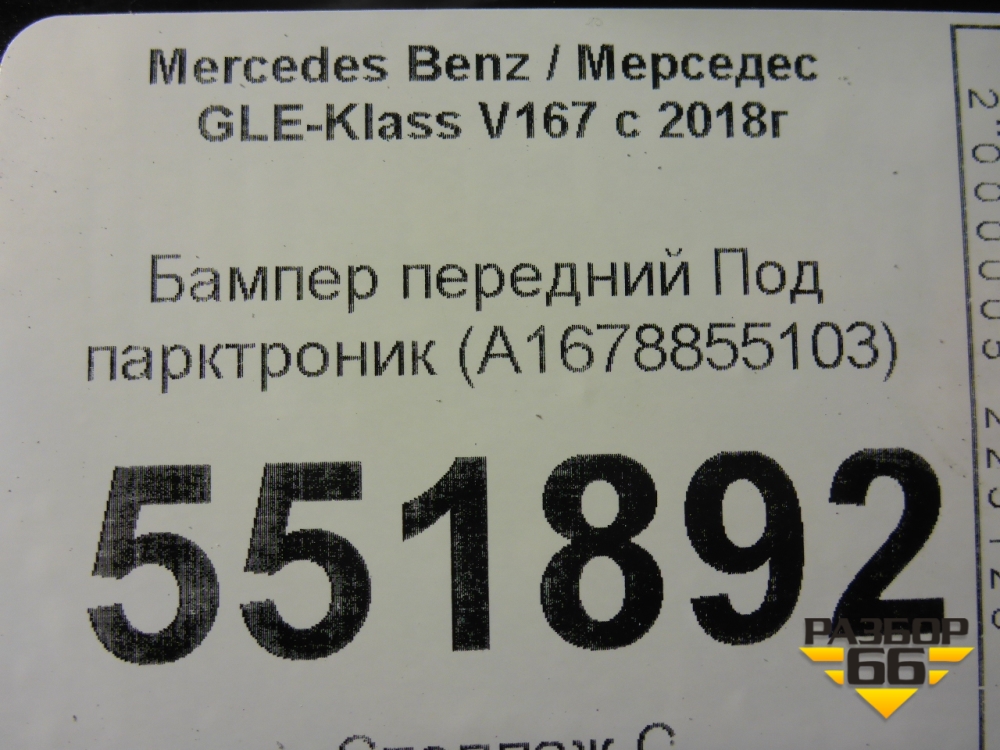 Mercedes Benz / Мерседес
GLE-Klass V167 с 2018г
Бампер передний Под
парктроник (A1678855103)
551892
РАЗБОР
66